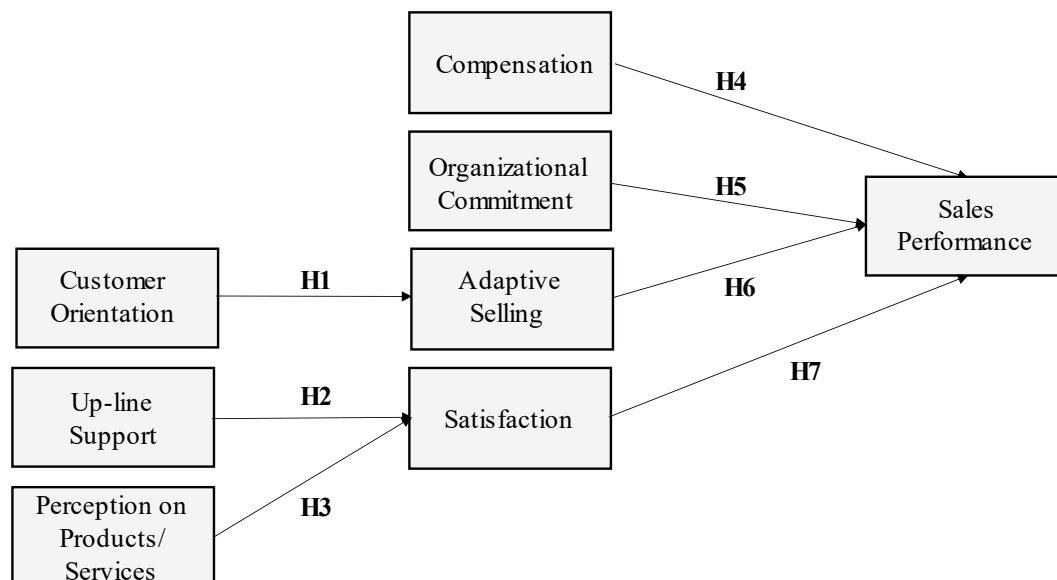 Compensation
H4
Organizational
Commitment
H5
Sales
Performance
Customer
Orientation
H1
Adaptive
Selling
H6
Up-line
Support
H2
Satisfaction
H7
Perception on
Products/
Services
H3